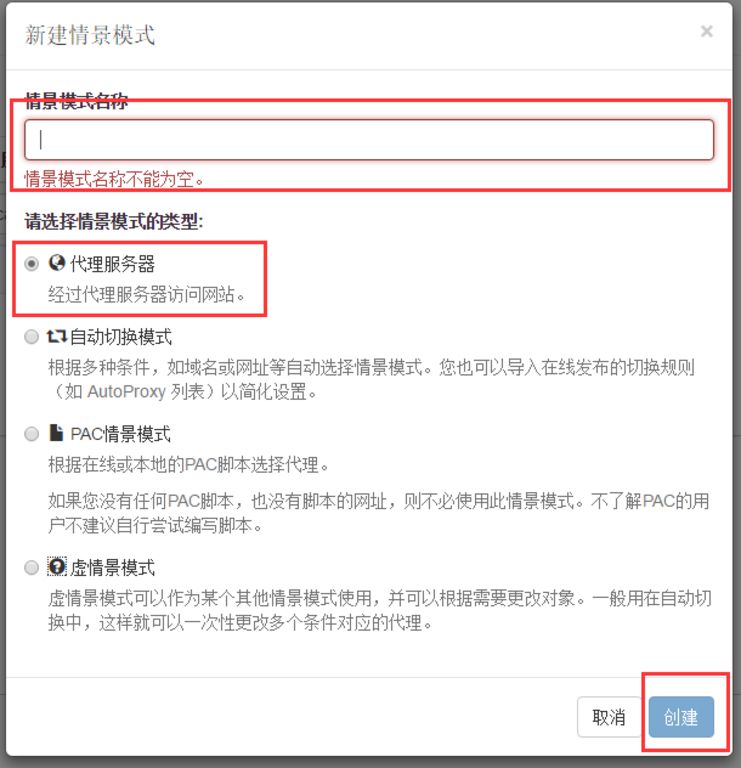 新建情景模式
×
情景模式名称
情景模式名称不能为空。
请选择情景模式的类型:
代理服务器
经过代理服务器访问网站。
自动切换模式
根据多种条件，如域名或网址等自动选择情景模式。您也可以导入在线发布的切换规则
（如 AutoProxy 列表）以简化设置。
PAC情景模式
根据在线或本地的PAC脚本选择代理。
如果您没有任何PAC脚本，也没有脚本的网址，则不必使用此情景模式。不了解PAC的用
户不建议自行尝试编写脚本。
虚情景模式
虚情景模式可以作为某个其他情景模式使用，并可以根据需要更改对象。一般用在自动切
换中，这样就可以一次性更改多个条件对应的代理。
取消
创建